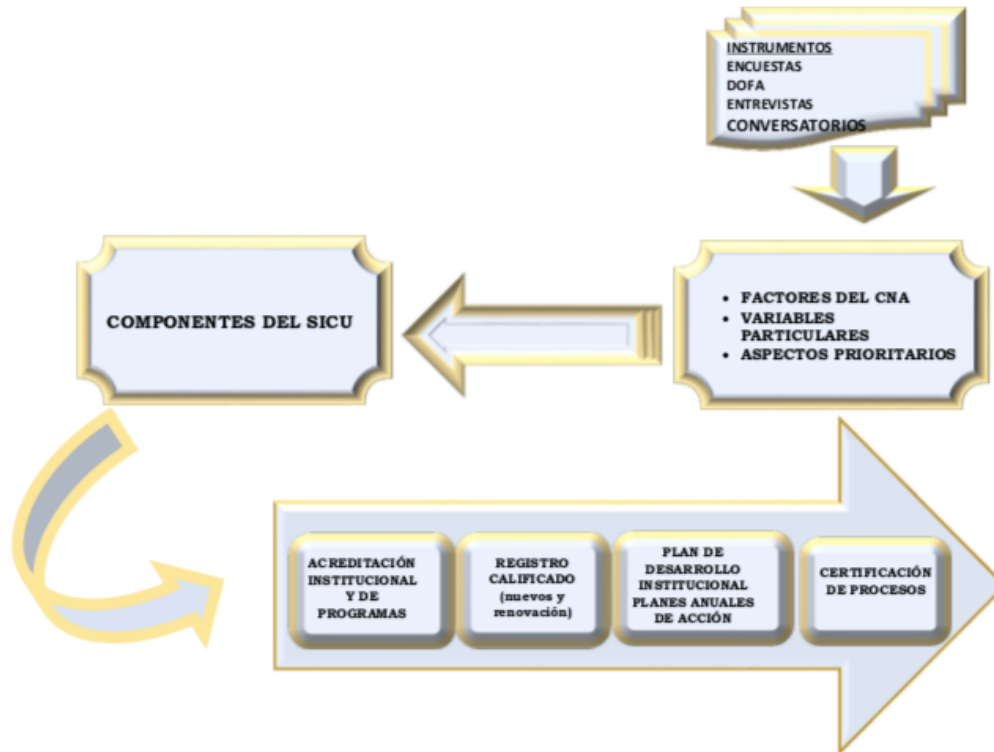 INSTRUMENTOS
ENCUESTAS
DOFA
ENTREVISTAS
CONVERSATORIOS
COMPONENTES DEL SICU
• FACTORES DEL CNA
• VARIABLES
PARTICULARES
• ASPECTOS PRIORITARIOS
ACREDITACIÓN
INSTITUCIONAL
Y DE
PROGRAMAS
REGISTRO
CALIFICADO
(nuevos y
renovación)
PLAN DE
DESARROLLO
INSTITUCIONAL
PLANES ANUALES
DE ACCIÓN
CERTIFICACIÓN
DE PROCESOS